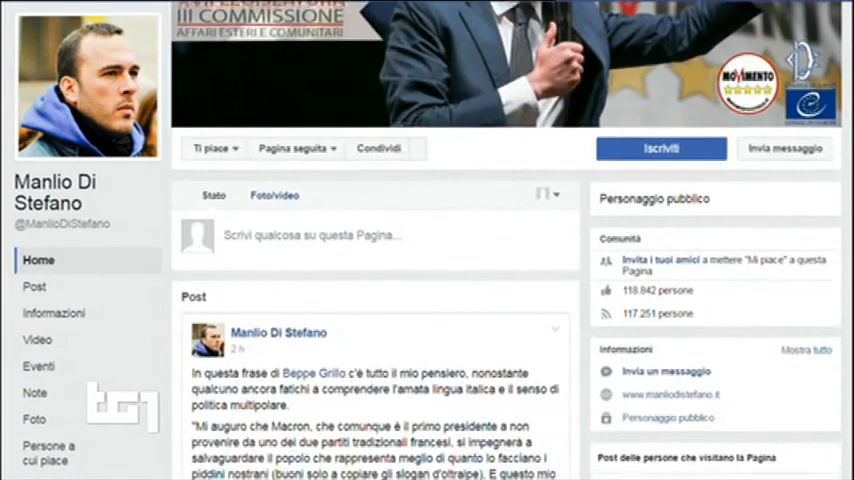 XVII LEGISLATURA
III COMMISSIONE
AFFARI ESTERI E COMUNITARI
MOVIMENTO
Manlio Di
Stefano
@ManlioDiStefano
Ti piace
Pagina seguita
Condividi
Iscriviti
Invia messaggio
Home
Post
Informazioni
Video
Eventi
Note
Foto
Persone a
cui piace
tg1
Stato
Foto/video
Scrivi qualcosa su questa Pagina...
Post
Manlio Di Stefano
2 h
In questa frase di Beppe Grillo c'è tutto il mio pensiero, nonostante
qualcuno ancora fatichi a comprendere l'amata lingua italica e il senso di
politica multipolare.
"Mi auguro che Macron, che comunque è il primo presidente a non
provenire da uno dei due partiti tradizionali francesi, si impegnerà a
salvaguardare il popolo che rappresenta meglio di quanto lo facciano i
piddini nostrani (buoni solo a copiare gli slogan d'oltralpe). E questo mio
Personaggio pubblico
Comunità
Invita i tuoi amici a mettere "Mi piace" a questa
Pagina
118.842 persone
117.251 persone
Informazioni
Mostra tutto
Invia un messaggio
www.manliodistefano.it
Personaggio pubblico
Post delle persone che visitano la Pagina